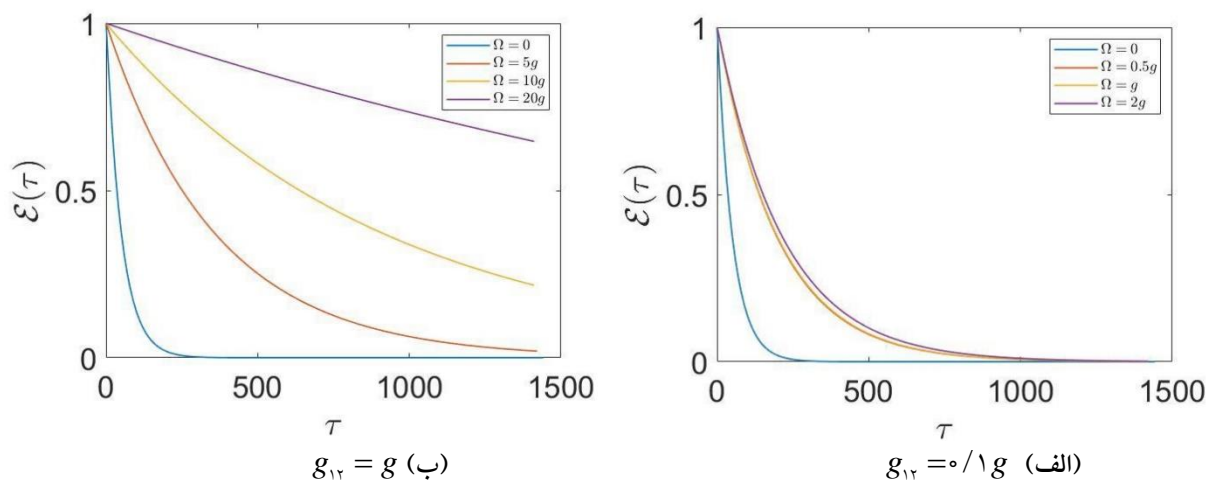 1
0.5
0
0 500 1000 1500
ℰ(τ)
τ
Ω = 0
Ω = 5g
Ω = 10g
Ω = 20g
(ب) g₁₂ = g
1
0.5
0
0 500 1000 1500
ℰ(τ)
τ
Ω = 0
Ω = 0.5g
Ω = g
Ω = 2g
(الف) g₁₂ = ۰/۱g